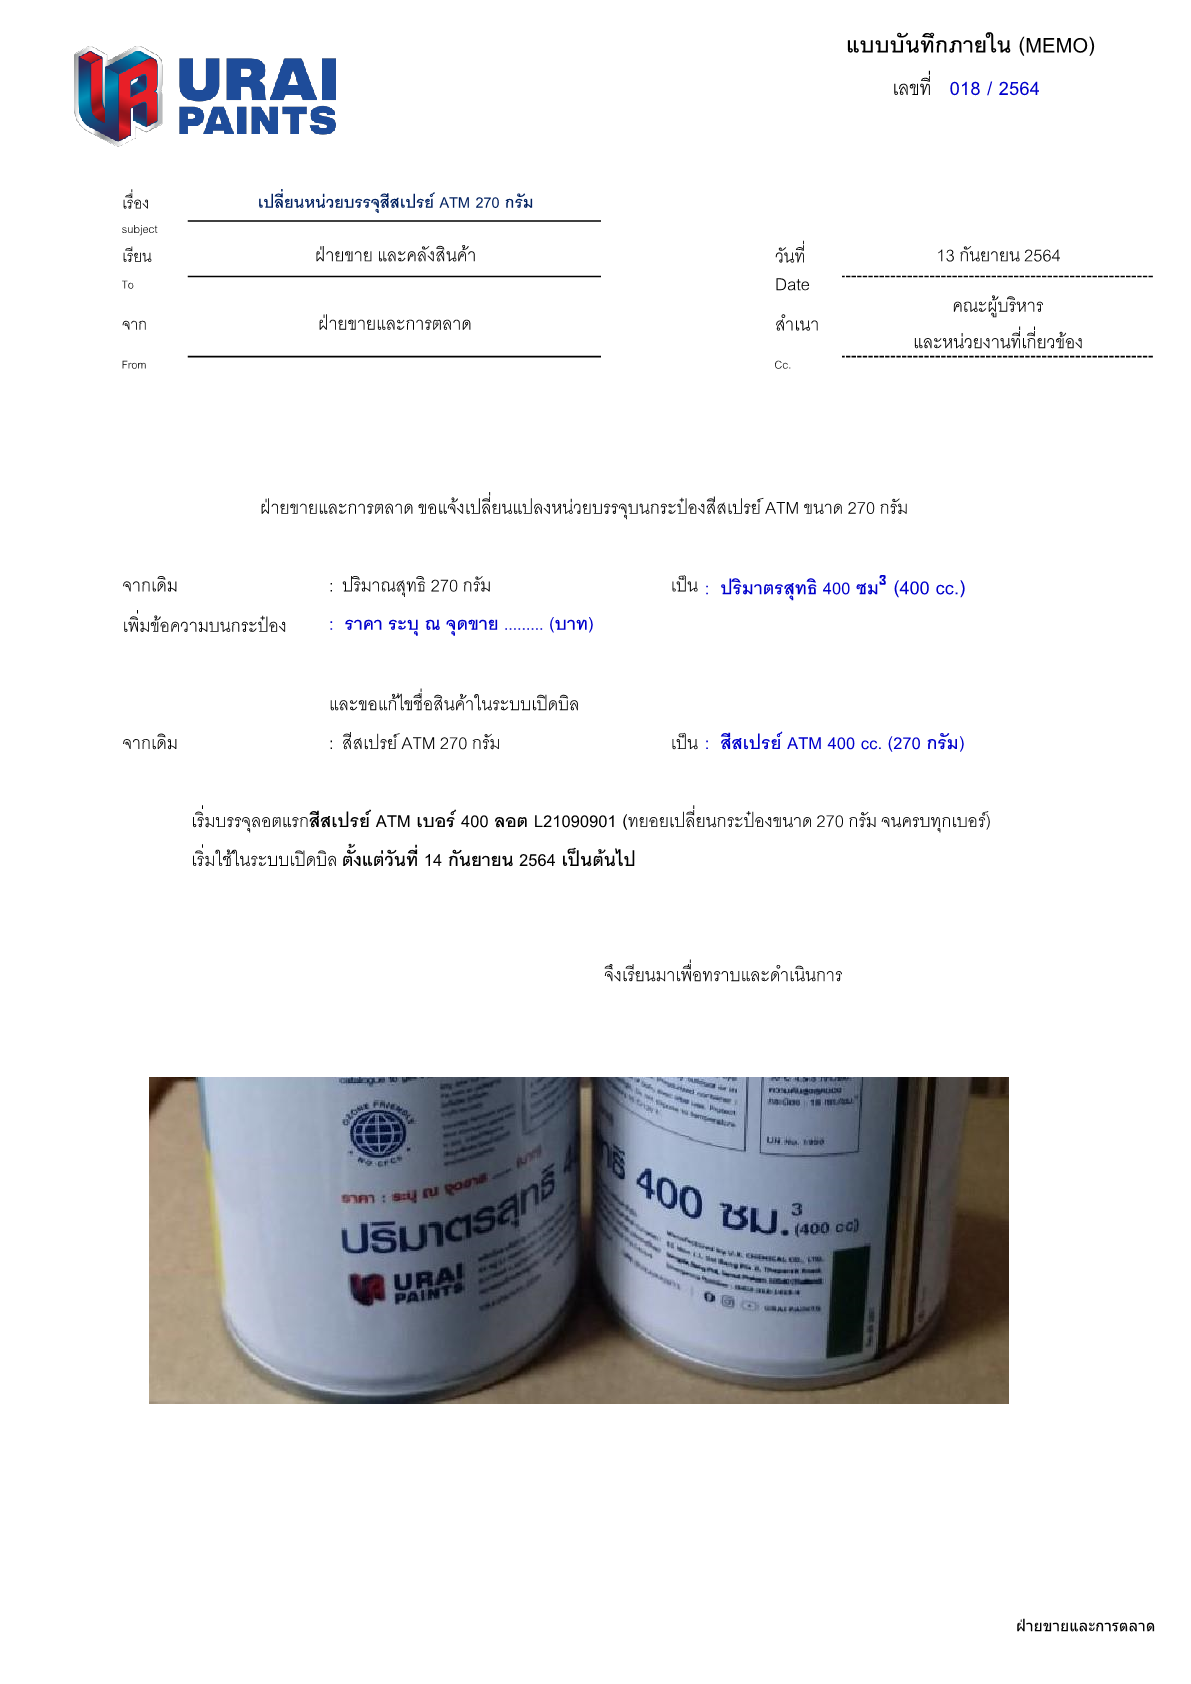 URAI
PAINTS
แบบบันทึกภายใน (MEMO)
เลขที่ 018 / 2564
เรื่อง เปลี่ยนหน่วยบรรจุสีสเปรย์ ATM 270 กรัม
subject
เรียน ฝ่ายขาย และคลังสินค้า วันที่ 13 กันยายน 2564
To Date
คณะผู้บริหาร
จาก ฝ่ายขายและการตลาด สำเนา
และหน่วยงานที่เกี่ยวข้อง
From Cc.
ฝ่ายขายและการตลาด ขอแจ้งเปลี่ยนแปลงหน่วยบรรจุบนกระป๋องสีสเปรย์ ATM ขนาด 270 กรัม
จากเดิม : ปริมาณสุทธิ 270 กรัม เป็น : ปริมาตรสุทธิ 400 ซม³ (400 cc.)
เพิ่มข้อความบนกระป๋อง : ราคา ระบุ ณ จุดขาย ......... (บาท)
และขอแก้ไขชื่อสินค้าในระบบเปิดบิล
จากเดิม : สีสเปรย์ ATM 270 กรัม เป็น : สีสเปรย์ ATM 400 cc. (270 กรัม)
เริ่มบรรจุลอตแรกสีสเปรย์ ATM เบอร์ 400 ลอต L21090901 (ทยอยเปลี่ยนกระป๋องขนาด 270 กรัม จนครบทุกเบอร์)
เริ่มใช้ในระบบเปิดบิล ตั้งแต่วันที่ 14 กันยายน 2564 เป็นต้นไป
จึงเรียนมาเพื่อทราบและดำเนินการ
OZONE FRIENDLY
NO CFCS
ราคา : ระบุ ณ จุดขาย ...... (บาท)
ปริมาตรสุทธิ
URAI
PAINTS
UN No. 1950
400 ซม.³ (400 cc)
Manufactured by U.R. CHEMICAL CO., LTD.
URAI PAINTS
ฝ่ายขายและการตลาด